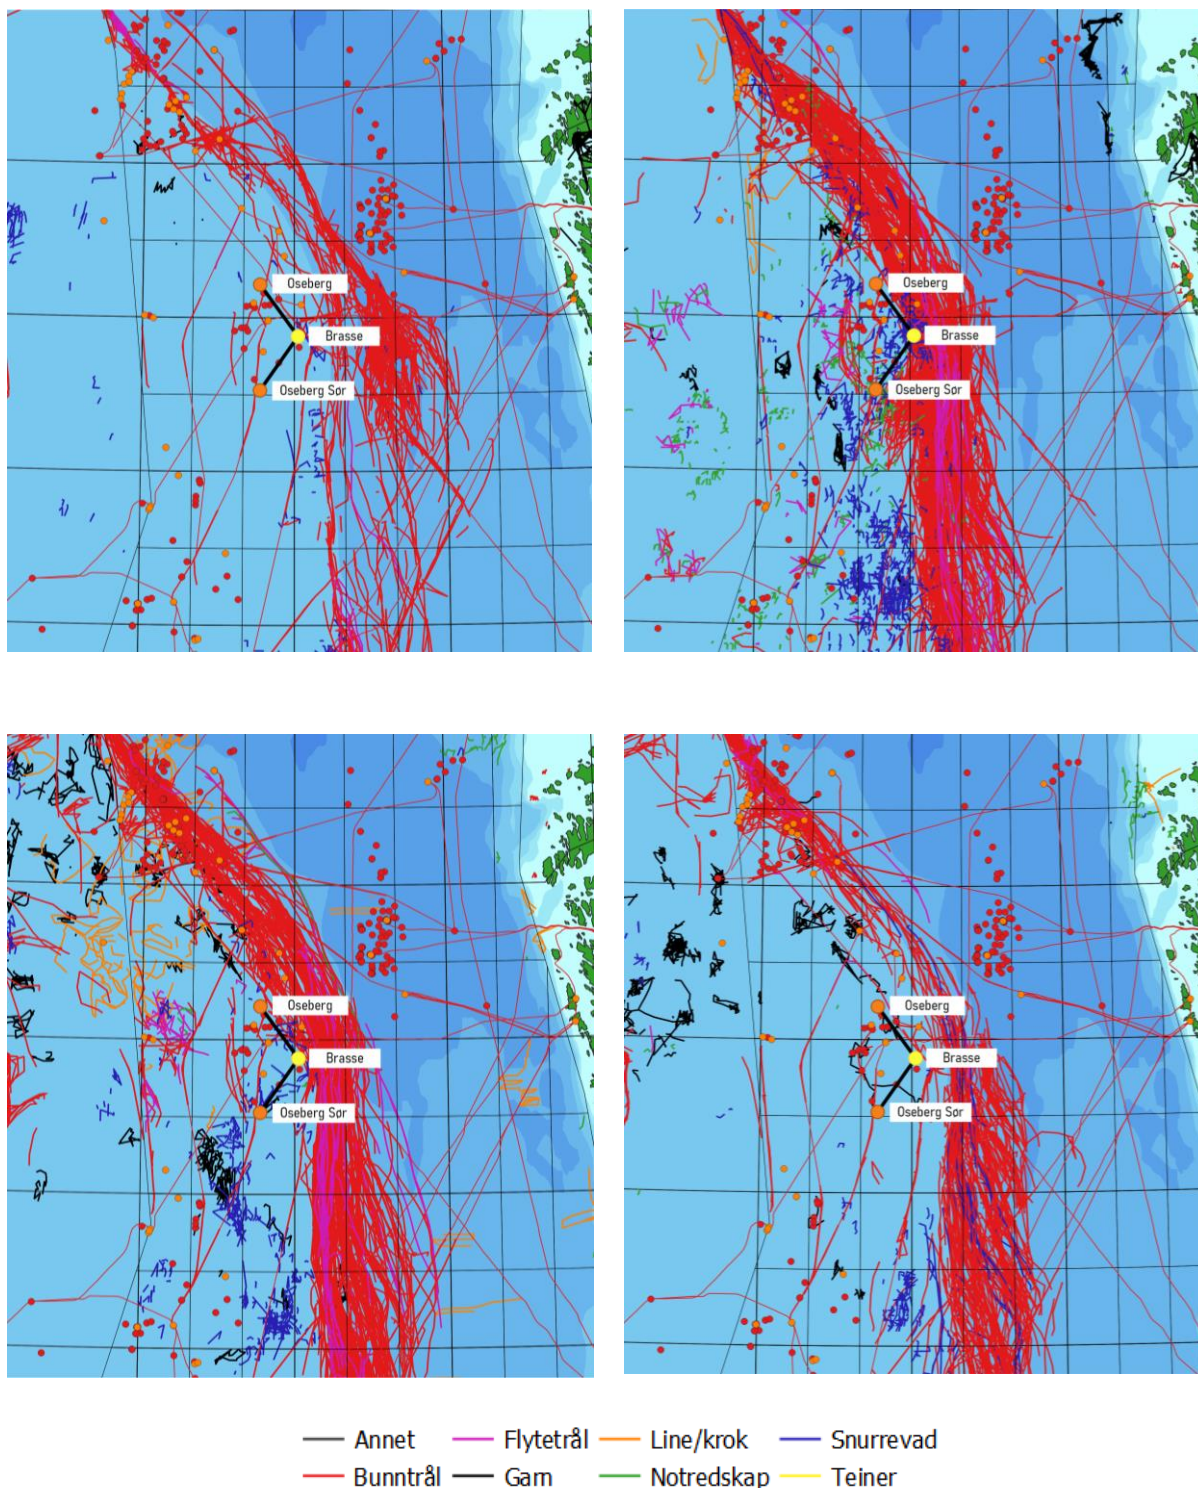 Oseberg
Brasse
Oseberg Sør
Oseberg
Brasse
Oseberg Sør
Oseberg
Brasse
Oseberg Sør
Oseberg
Brasse
Oseberg Sør
Annet Flytetrål Line/krok Snurrevad
Bunntrål Garn Notredskap Teiner